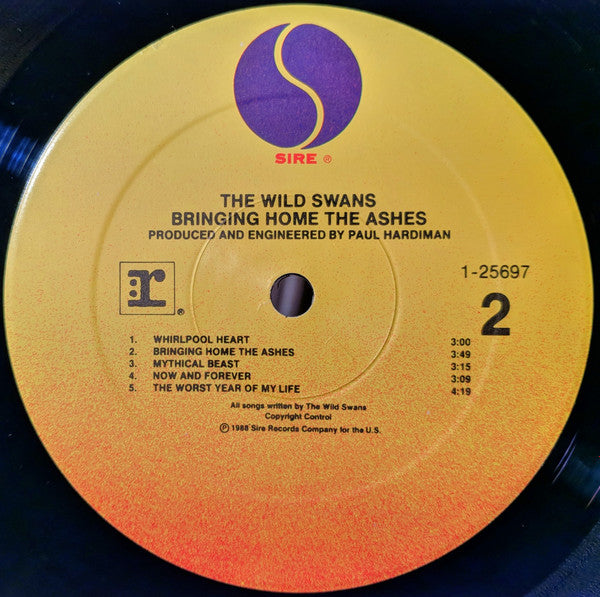 SIRE ®
THE WILD SWANS
BRINGING HOME THE ASHES
PRODUCED AND ENGINEERED BY PAUL HARDIMAN
r ®
1-25697
2
1. WHIRLPOOL HEART 3:00
2. BRINGING HOME THE ASHES 3:49
3. MYTHICAL BEAST 3:15
4. NOW AND FOREVER 3:09
5. THE WORST YEAR OF MY LIFE 4:19
All songs written by The Wild Swans
Copyright Control
℗ 1988 Sire Records Company for the U.S.